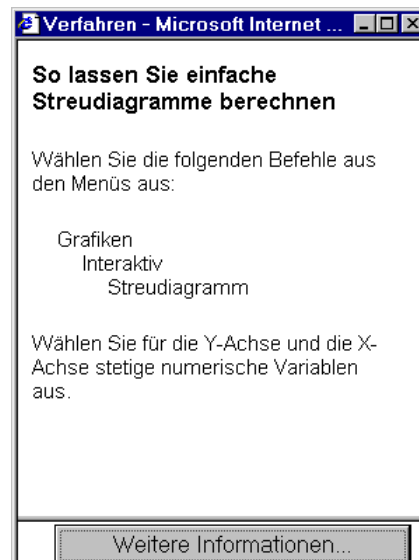 Verfahren - Microsoft Internet ...
So lassen Sie einfache
Streudiagramme berechnen
Wählen Sie die folgenden Befehle aus
den Menüs aus:
Grafiken
Interaktiv
Streudiagramm
Wählen Sie für die Y-Achse und die X-
Achse stetige numerische Variablen
aus.
Weitere Informationen...